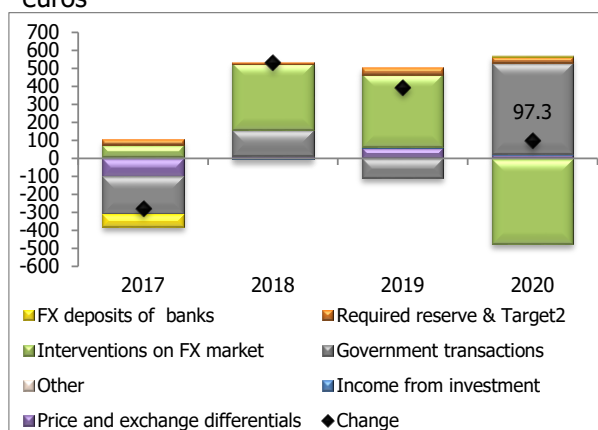 Euros
700
600
500
400
300
200
100
0
-100
-200
-300
-400
-500
-600
97.3
2017 2018 2019 2020
FX deposits of banks Required reserve & Target2
Interventions on FX market Government transactions
Other Income from investment
Price and exchange differentials Change